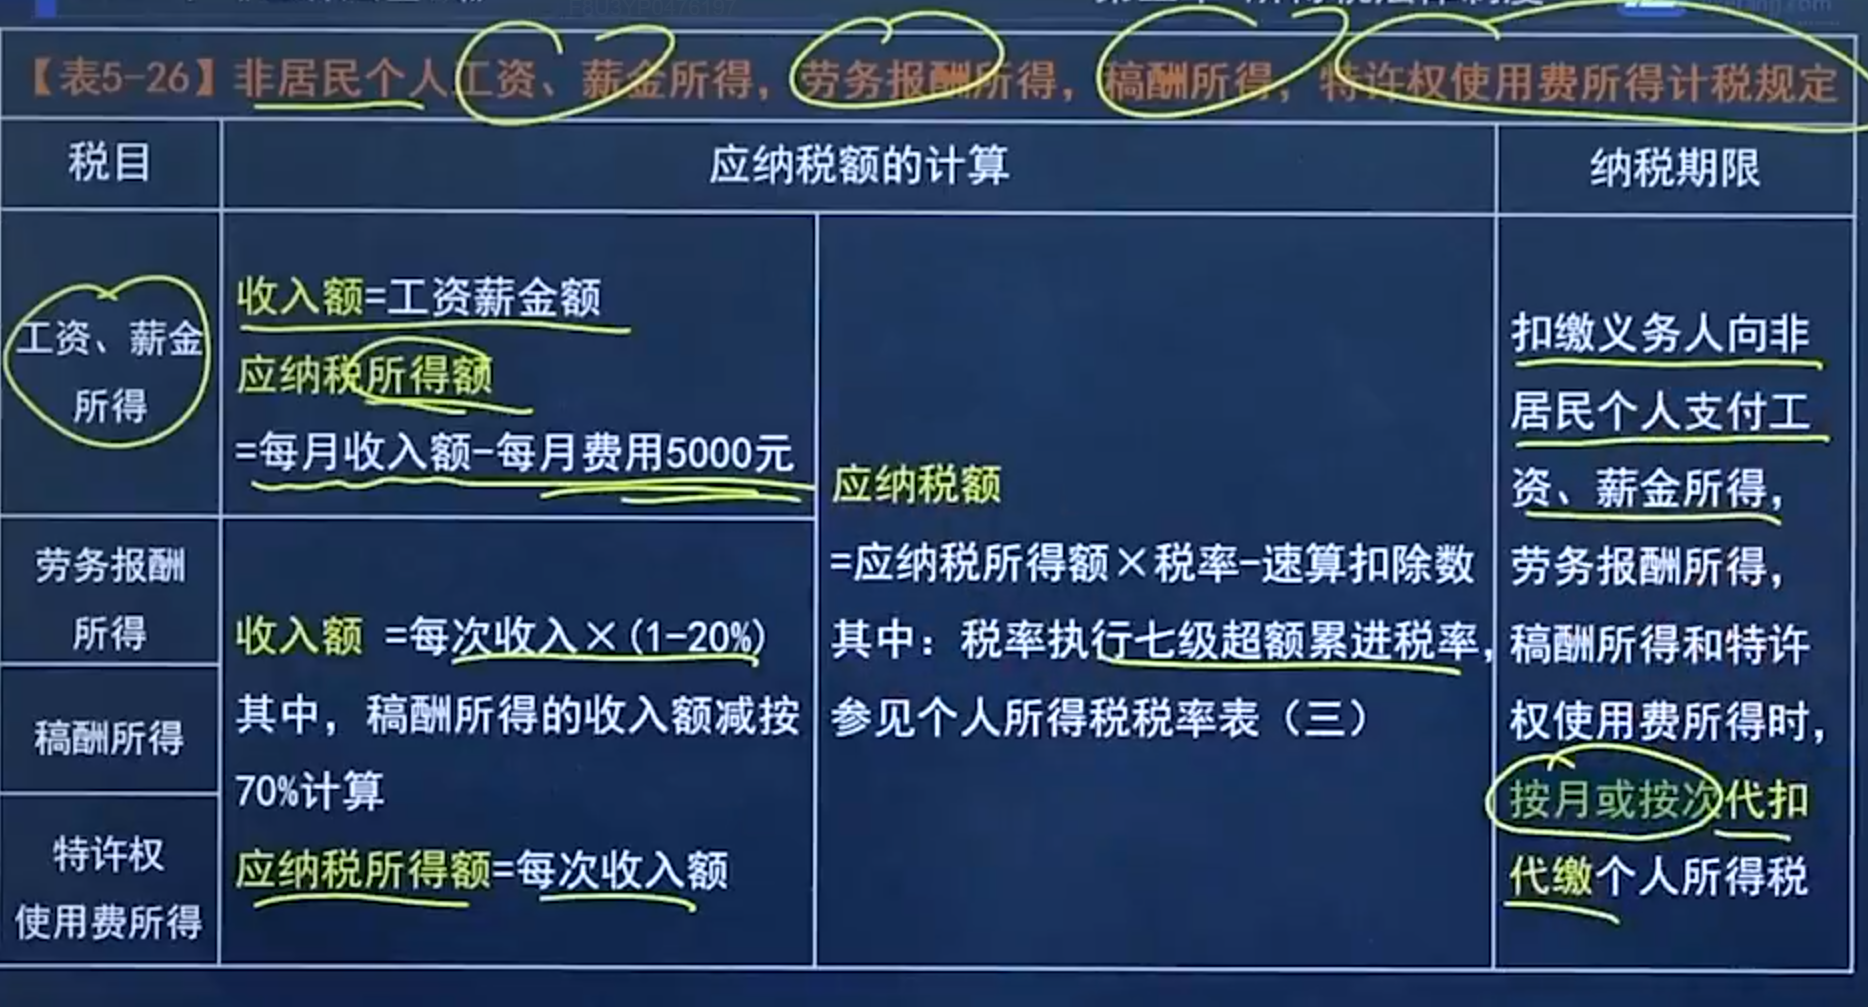 【表5-26】非居民个人工资、薪金所得，劳务报酬所得，稿酬所得，特许权使用费所得计税规定
税目
应纳税额的计算
纳税期限
工资、薪金
所得
收入额=工资薪金额
应纳税所得额
=每月收入额-每月费用5000元
劳务报酬
所得
稿酬所得
特许权
使用费所得
收入额 =每次收入×(1-20%)
其中，稿酬所得的收入额减按
70%计算
应纳税所得额=每次收入额
应纳税额
=应纳税所得额×税率-速算扣除数
其中：税率执行七级超额累进税率，
参见个人所得税税率表（三）
扣缴义务人向非
居民个人支付工
资、薪金所得，
劳务报酬所得，
稿酬所得和特许
权使用费所得时，
按月或按次代扣
代缴个人所得税